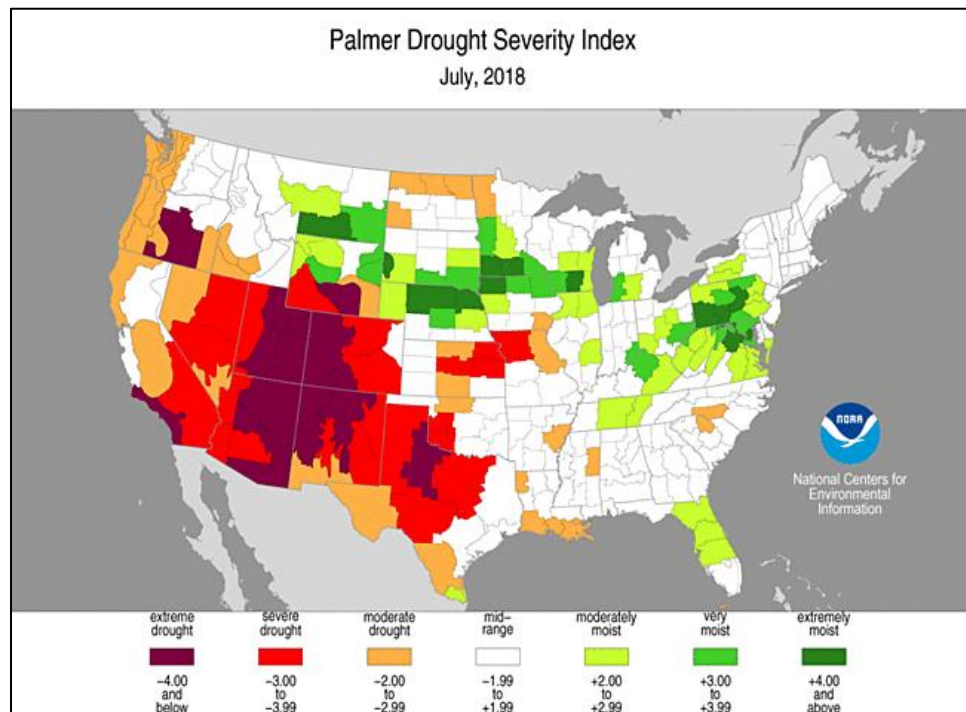 Palmer Drought Severity Index
July, 2018
NOAA
National Centers for
Environmental
Information
extreme
drought
severe
drought
moderate
drought
mid-
range
moderately
moist
very
moist
extremely
moist
-4.00
and
below
-3.00
to
-3.99
-2.00
to
-2.99
-1.99
to
+1.99
+2.00
to
+2.99
+3.00
to
+3.99
+4.00
and
above